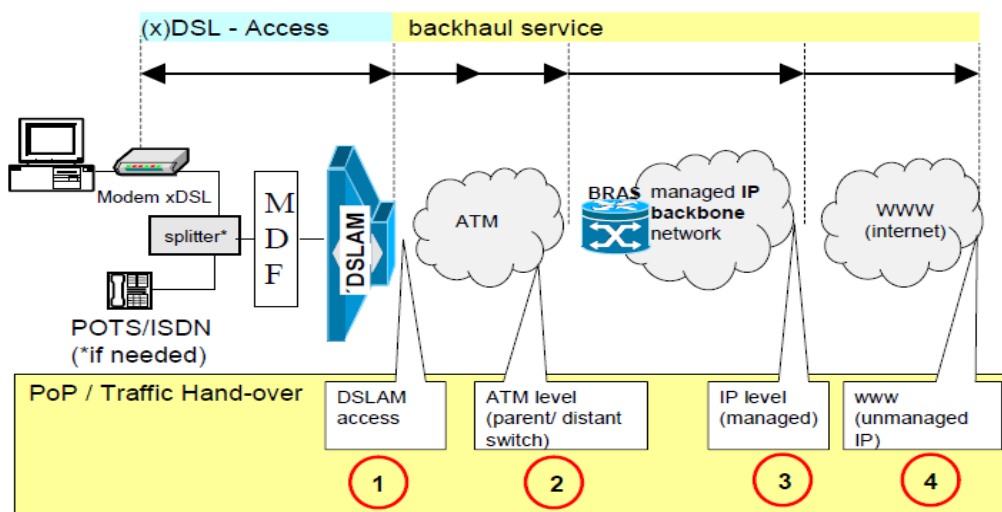 (x)DSL - Access
backhaul service
Modem xDSL
splitter*
POTS/ISDN
(*if needed)
M
D
F
´DSLAM
ATM
BRAS
managed IP
backbone
network
WWW
(internet)
PoP / Traffic Hand-over
DSLAM
access
ATM level
(parent/ distant
switch)
IP level
(managed)
www
(unmanaged
IP)
1
2
3
4